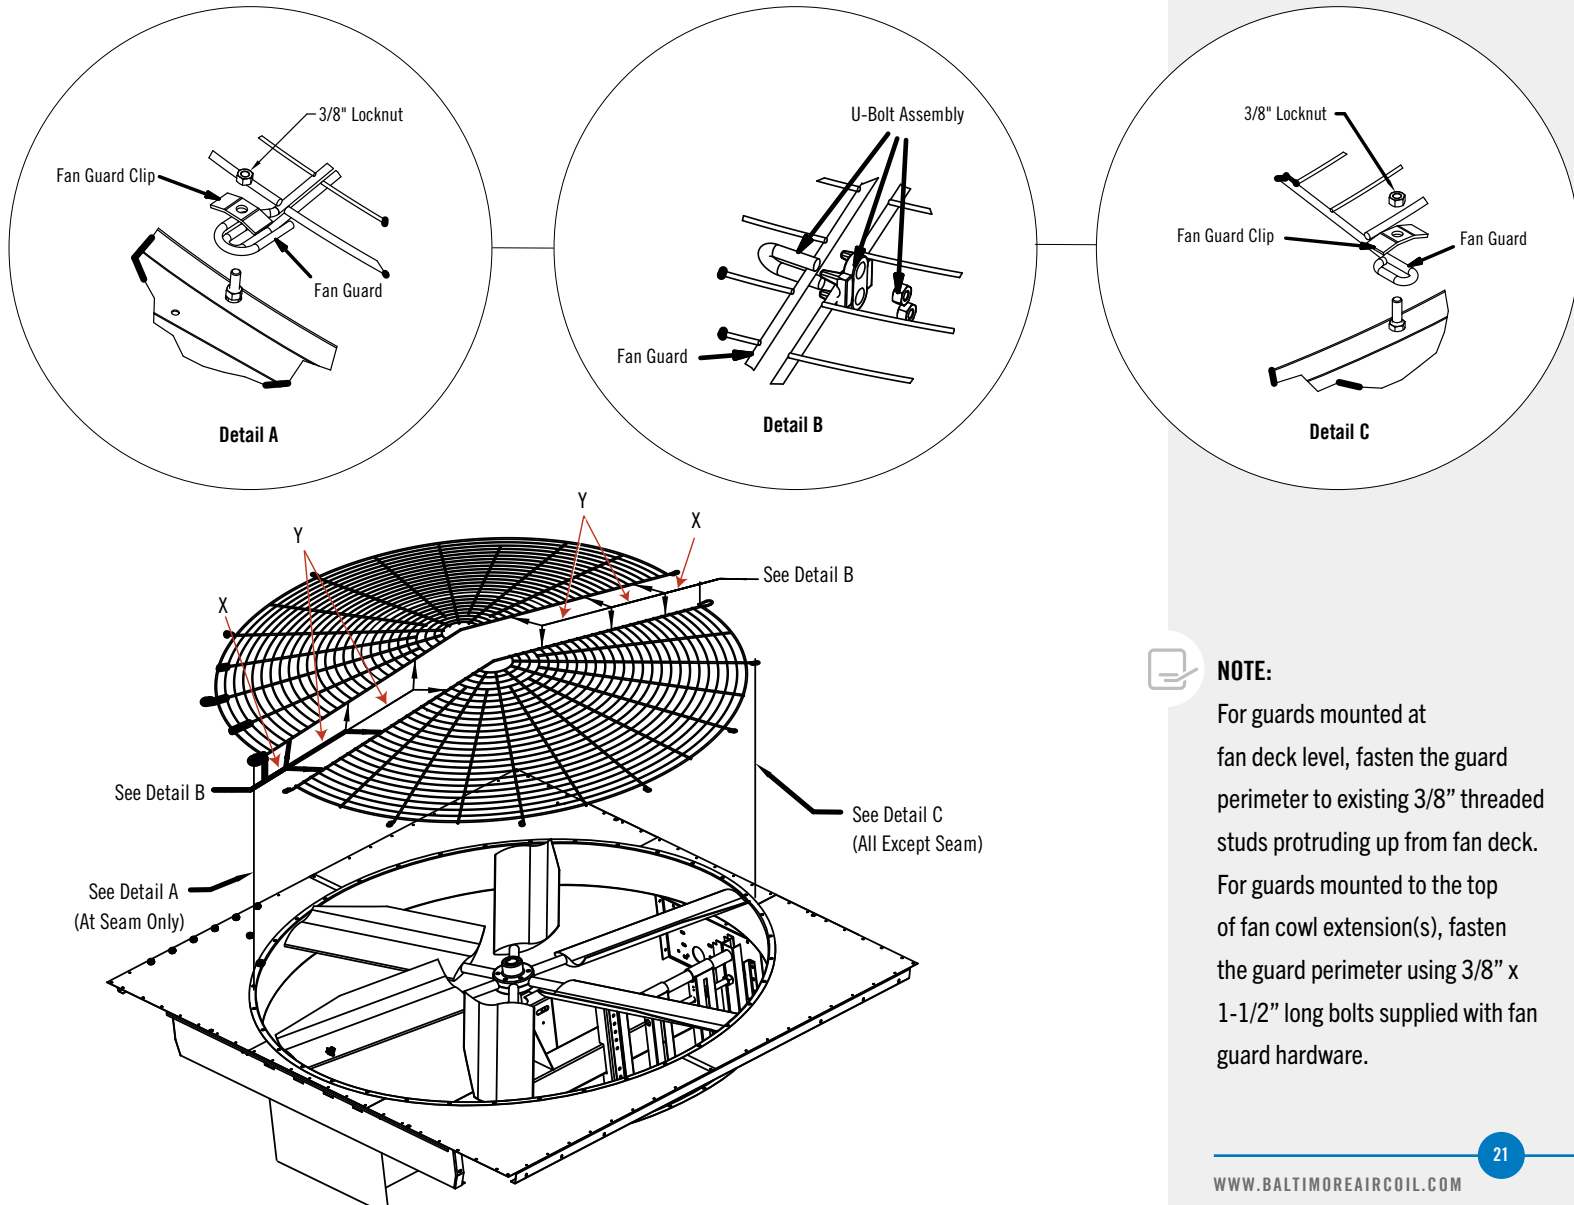 3/8" Locknut
Fan Guard Clip
Fan Guard
Detail A
U-Bolt Assembly
Fan Guard
Detail B
3/8" Locknut
Fan Guard Clip
Fan Guard
Detail C
Y
Y
X
X
See Detail B
See Detail B
See Detail C
(All Except Seam)
See Detail A
(At Seam Only)
NOTE:
For guards mounted at
fan deck level, fasten the guard
perimeter to existing 3/8” threaded
studs protruding up from fan deck.
For guards mounted to the top
of fan cowl extension(s), fasten
the guard perimeter using 3/8” x
1-1/2” long bolts supplied with fan
guard hardware.
21
WWW.BALTIMOREAIRCOIL.COM